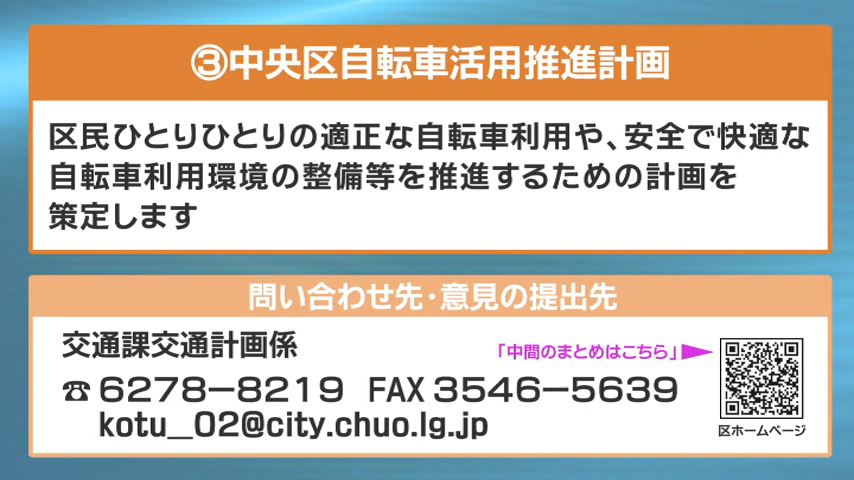 ③中央区自転車活用推進計画
区民ひとりひとりの適正な自転車利用や、安全で快適な
自転車利用環境の整備等を推進するための計画を
策定します
問い合わせ先・意見の提出先
交通課交通計画係
「中間のまとめはこちら」▶
☎6278−8219 FAX 3546−5639
kotu_02@city.chuo.lg.jp
区ホームページ